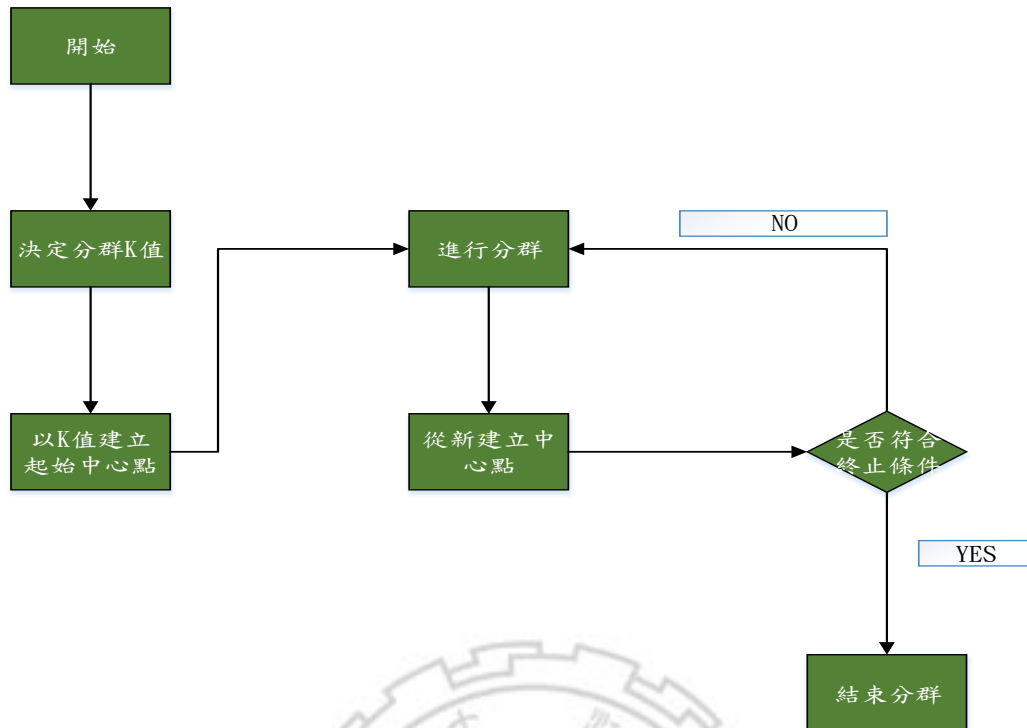 開始
決定分群K值
以K值建立
起始中心點
進行分群
從新建立中
心點
NO
是否符合
終止條件
YES
結束分群